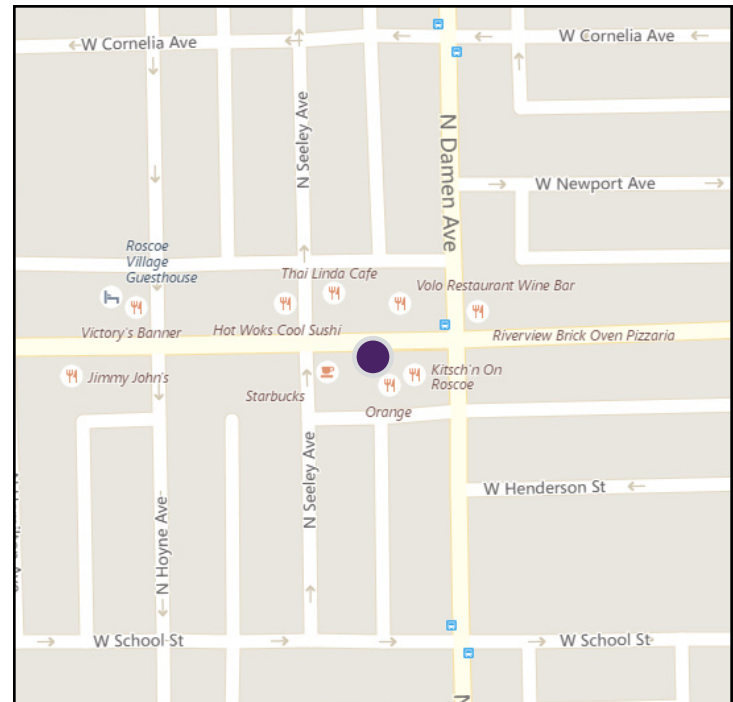 W Cornelia Ave
W Cornelia Ave
N Seeley Ave
N Damen Ave
W Newport Ave
Roscoe
Village
Guesthouse
Thai Linda Cafe
Volo Restaurant Wine Bar
Victory's Banner
Hot Woks Cool Sushi
Riverview Brick Oven Pizzaria
Jimmy John's
Starbucks
Kitsch'n On
Roscoe
Orange
N Seeley Ave
N Hoyne Ave
W Henderson St
W School St
W School St
N